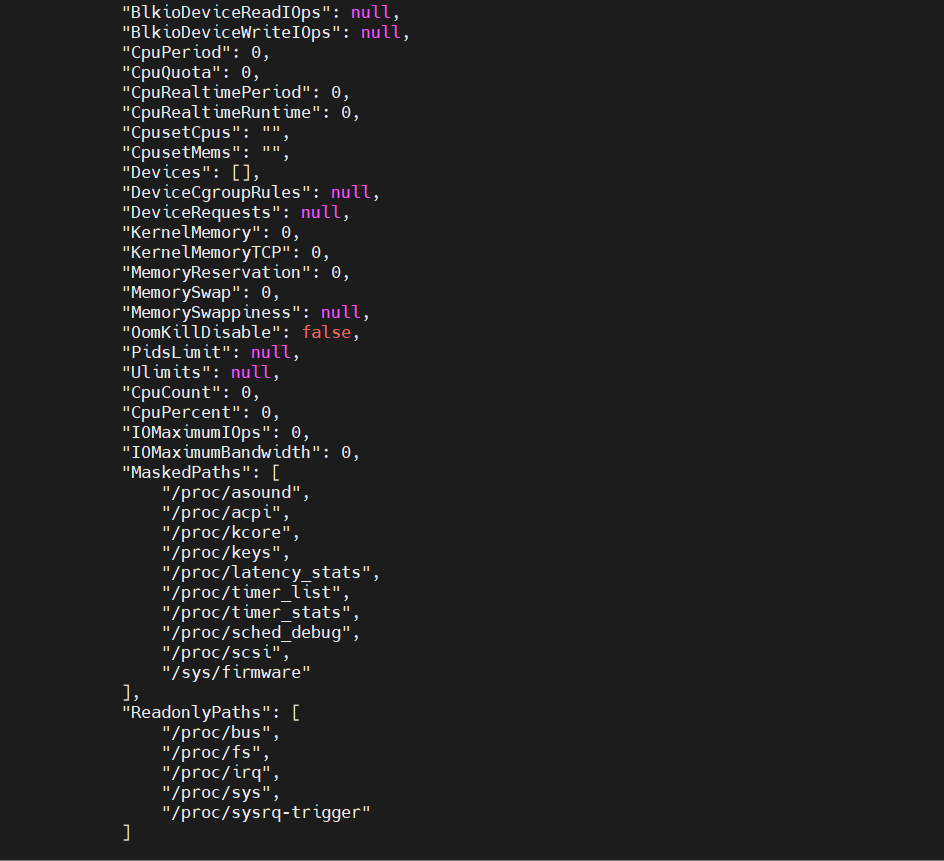 "BlkioDeviceReadIOps": null,
"BlkioDeviceWriteIOps": null,
"CpuPeriod": 0,
"CpuQuota": 0,
"CpuRealtimePeriod": 0,
"CpuRealtimeRuntime": 0,
"CpusetCpus": "",
"CpusetMems": "",
"Devices": [],
"DeviceCgroupRules": null,
"DeviceRequests": null,
"KernelMemory": 0,
"KernelMemoryTCP": 0,
"MemoryReservation": 0,
"MemorySwap": 0,
"MemorySwappiness": null,
"OomKillDisable": false,
"PidsLimit": null,
"Ulimits": null,
"CpuCount": 0,
"CpuPercent": 0,
"IOMaximumIOps": 0,
"IOMaximumBandwidth": 0,
"MaskedPaths": [
"/proc/asound",
"/proc/acpi",
"/proc/kcore",
"/proc/keys",
"/proc/latency_stats",
"/proc/timer_list",
"/proc/timer_stats",
"/proc/sched_debug",
"/proc/scsi",
"/sys/firmware"
],
"ReadonlyPaths": [
"/proc/bus",
"/proc/fs",
"/proc/irq",
"/proc/sys",
"/proc/sysrq-trigger"
]